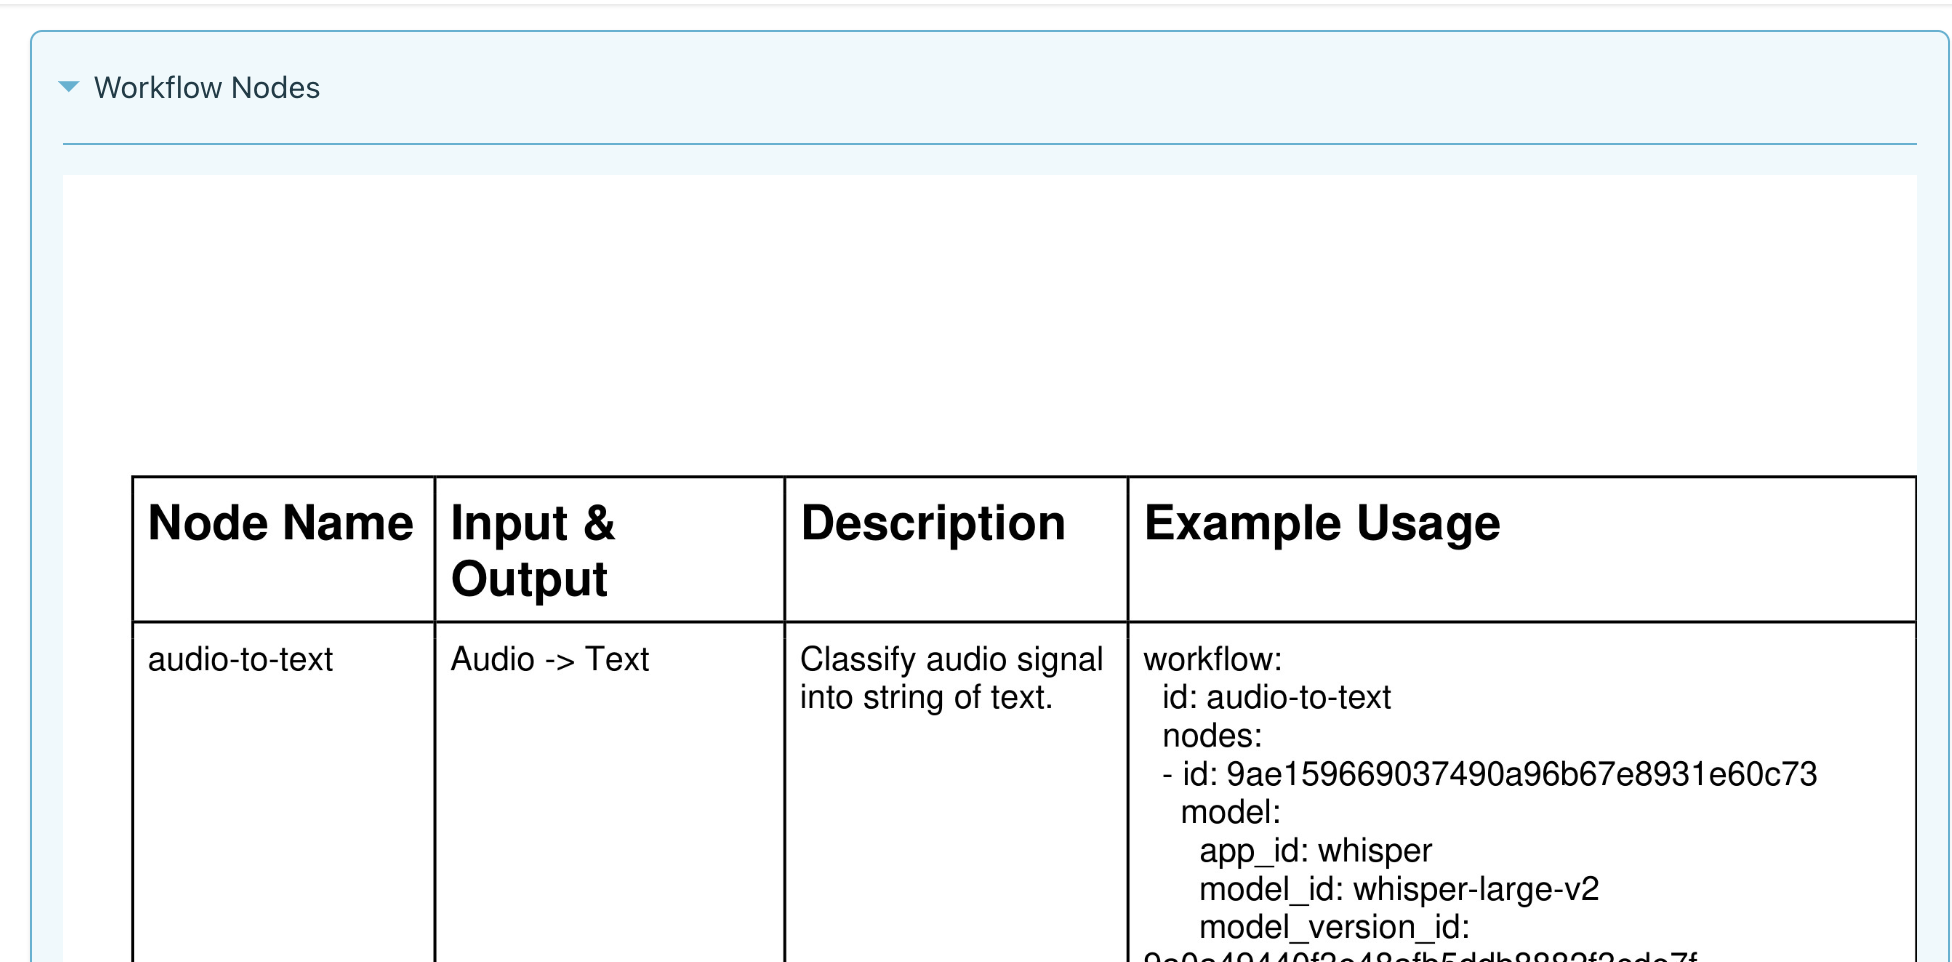 Workflow Nodes
Node Name
Input &
Output
Description
Example Usage
audio-to-text
Audio -> Text
Classify audio signal
into string of text.
workflow:
id: audio-to-text
nodes:
- id: 9ae159669037490a96b67e8931e60c73
model:
app_id: whisper
model_id: whisper-large-v2
model_version_id: